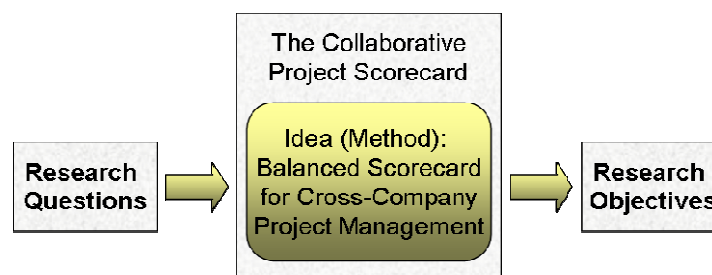 Research
Questions
The Collaborative
Project Scorecard
Idea (Method):
Balanced Scorecard
for Cross-Company
Project Management
Research
Objectives